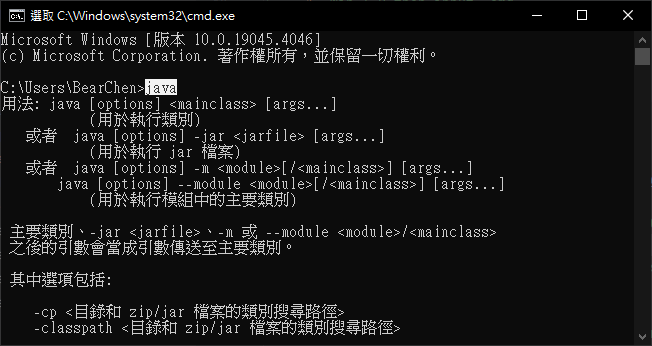 選取 C:\Windows\system32\cmd.exe
Microsoft Windows [版本 10.0.19045.4046]
(c) Microsoft Corporation. 著作權所有，並保留一切權利。
C:\Users\BearChen>java
用法: java [options] <mainclass> [args...]
(用於執行類別)
或者 java [options] -jar <jarfile> [args...]
(用於執行 jar 檔案)
或者 java [options] -m <module>[/<mainclass>] [args...]
java [options] --module <module>[/<mainclass>] [args...]
(用於執行模組中的主要類別)
主要類別、-jar <jarfile>、-m 或 --module <module>/<mainclass>
之後的引數會當成引數傳送至主要類別。
其中選項包括:
-cp <目錄和 zip/jar 檔案的類別搜尋路徑>
-classpath <目錄和 zip/jar 檔案的類別搜尋路徑>